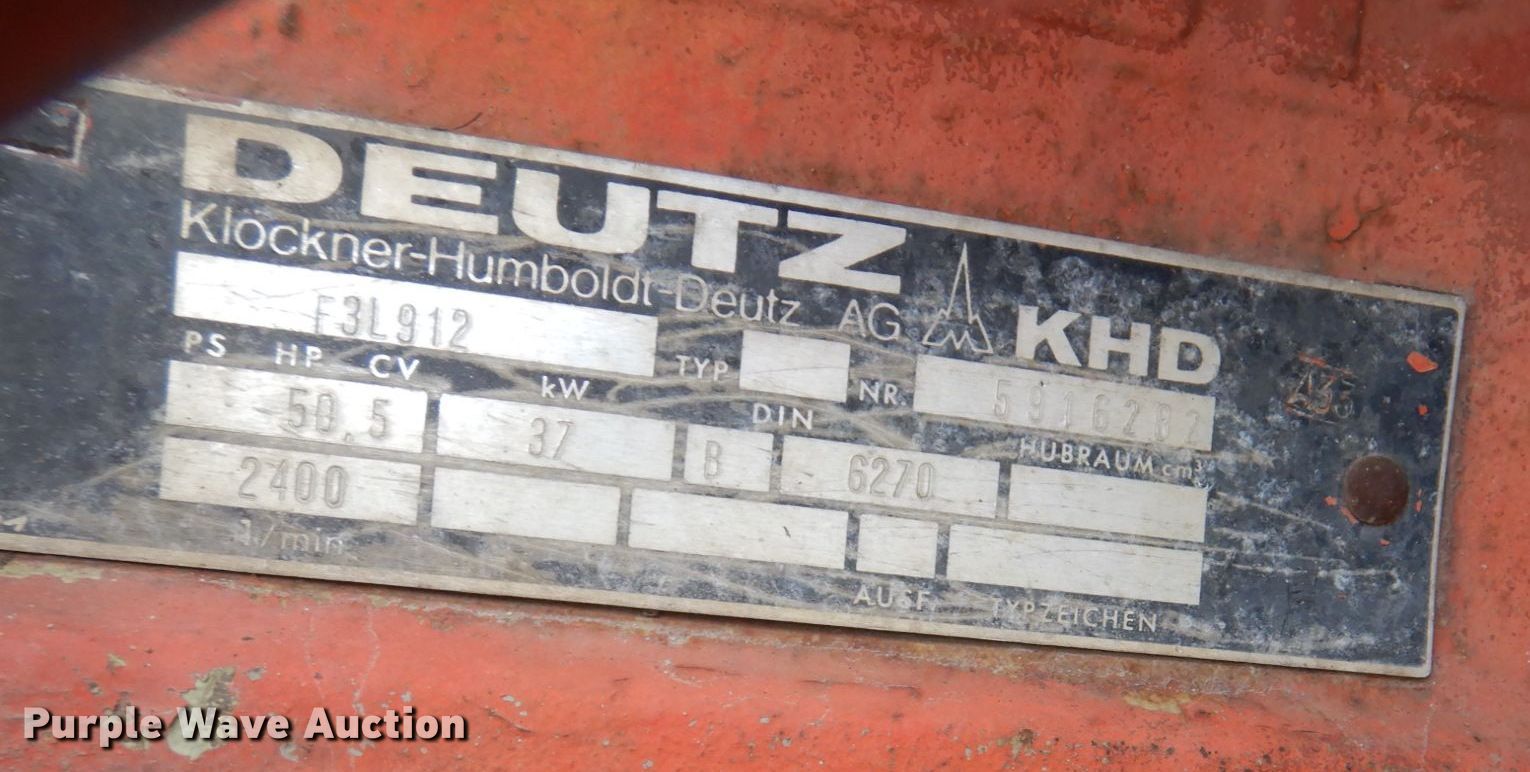 DEUTZ
Klöckner-Humboldt-Deutz AG KHD
F3L912 TYP NR. 5916282
PS HP CV kW DIN HUBRAUM cm³
50,5 37 B 6270
2400
1/min AUSF. TYPZEICHEN
Purple Wave Auction